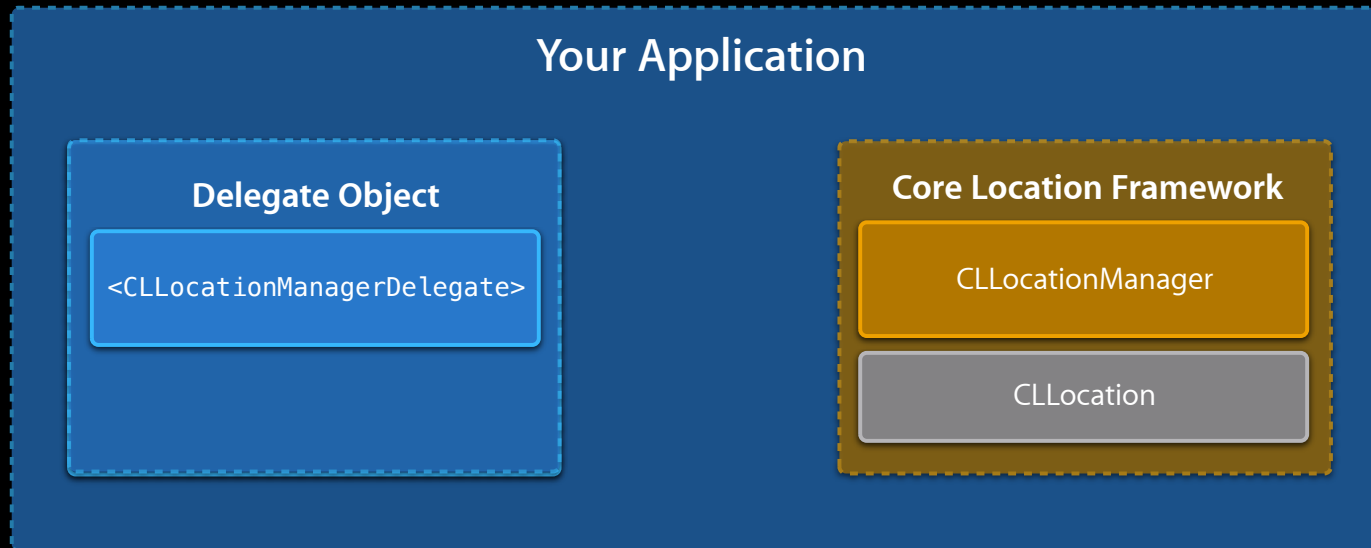 Your Application
Delegate Object
<CLLocationManagerDelegate>
Core Location Framework
CLLocationManager
CLLocation